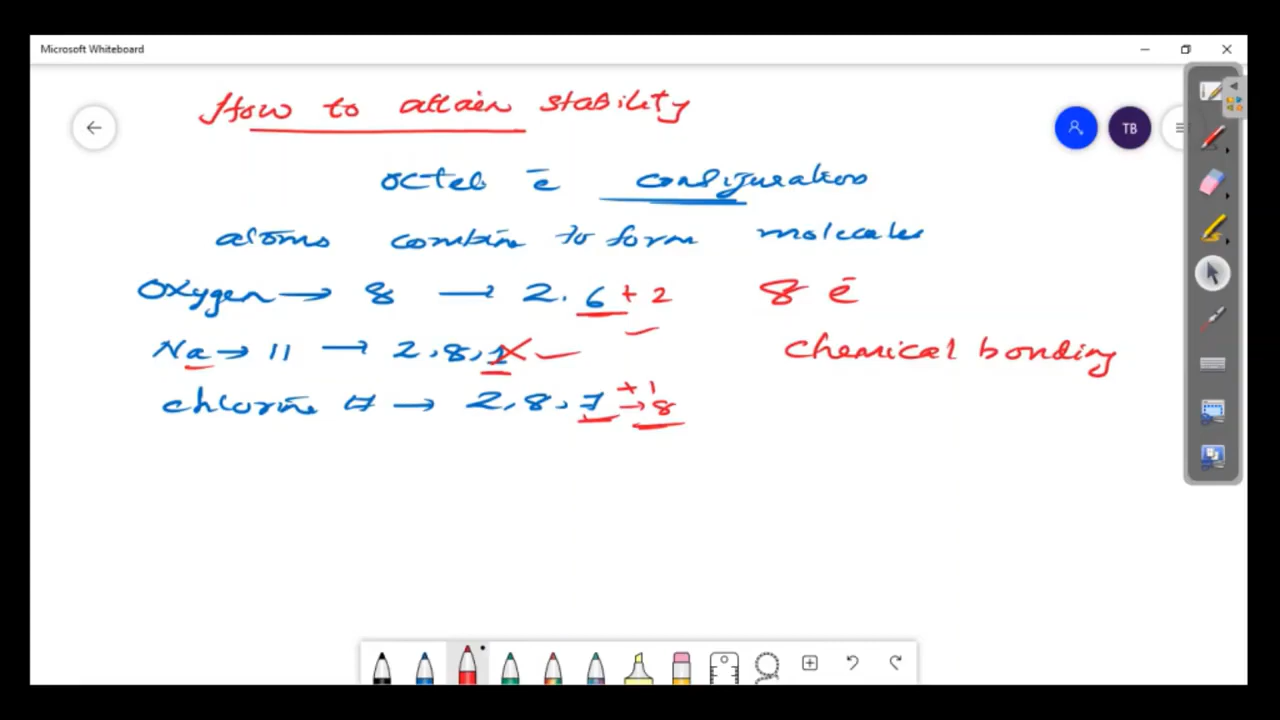 Microsoft Whiteboard
How to attain stability
TB
octet ē configuration
atoms combine to form molecules
Oxygen → 8 → 2.6 + 2 8 ē
Na → 11 → 2,8,1 chemical bonding
chlorine 17 → 2,8,7 +1 → 8